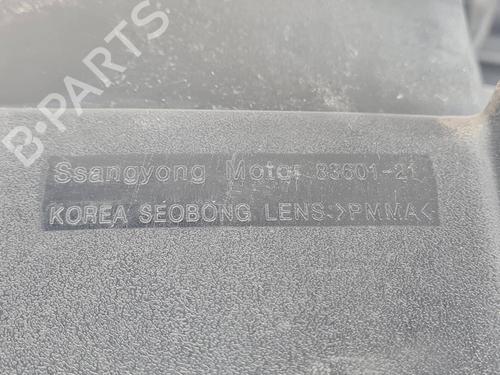 B-PARTS
Ssangyong Motor 83601-21
KOREA SEOBONG LENS:>PMMA<